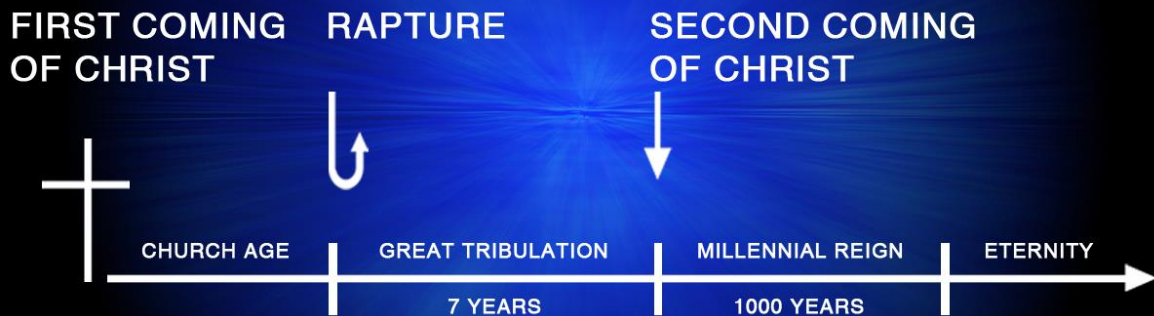 FIRST COMING
OF CHRIST
RAPTURE
SECOND COMING
OF CHRIST
CHURCH AGE
GREAT TRIBULATION
MILLENNIAL REIGN
ETERNITY
7 YEARS
1000 YEARS